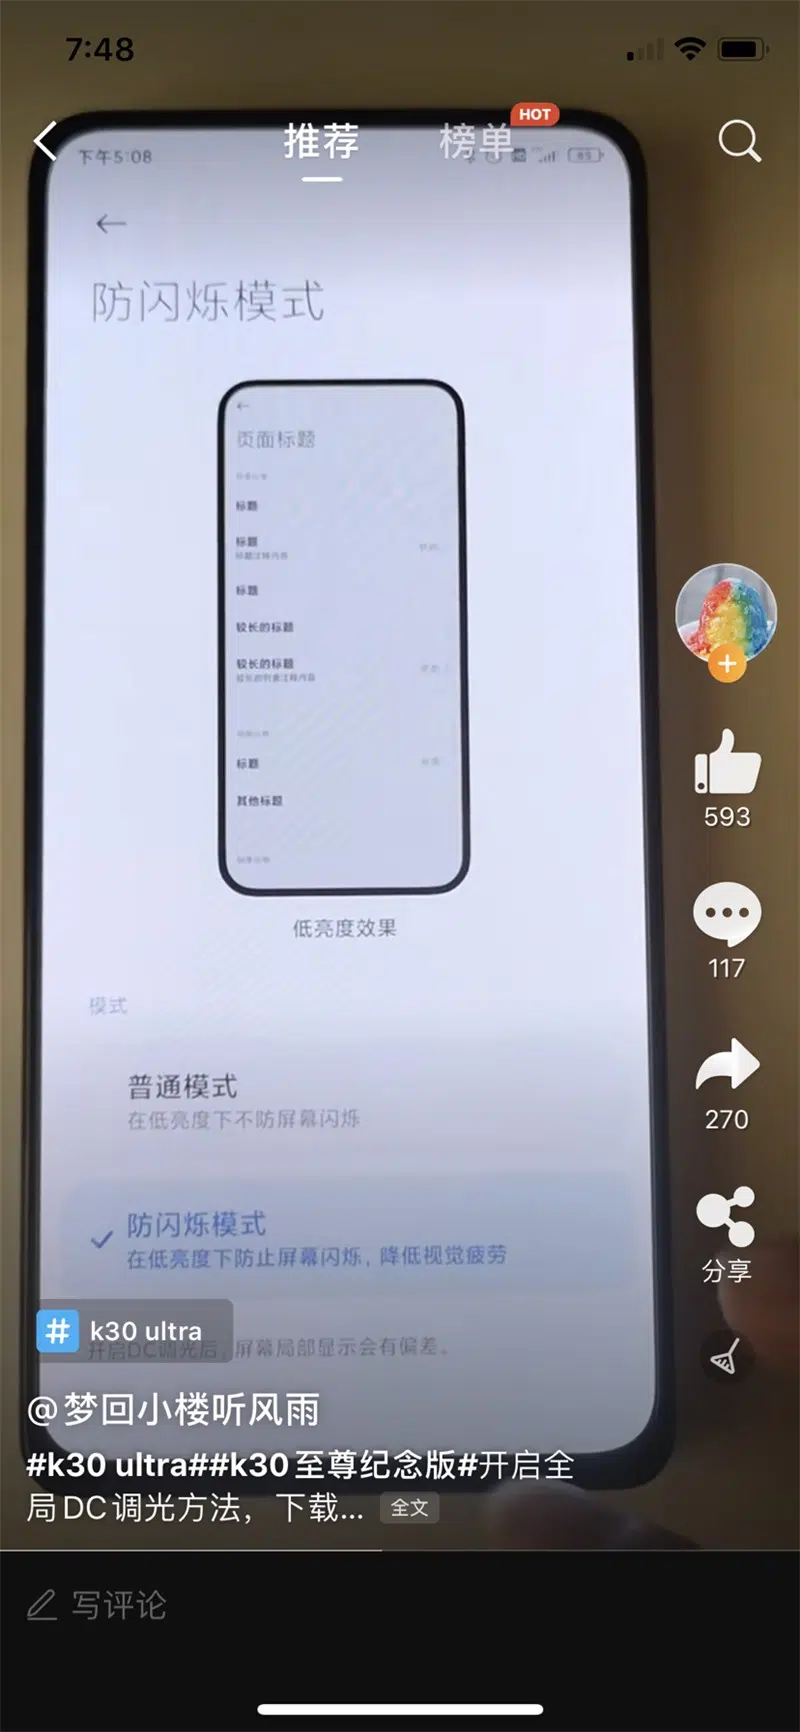 7:48
推荐
榜单
HOT
下午5:08
防闪烁模式
页面标题
标题
标题
标题注释内容
标题
较长的标题
较长的标题
标题
其他标题
低亮度效果
模式
普通模式
在低亮度下不防屏幕闪烁
防闪烁模式
在低亮度下防止屏幕闪烁，降低视觉疲劳
开启DC调光后，屏幕局部显示会有偏差。
593
117
270
分享
# k30 ultra
@梦回小楼听风雨
#k30 ultra##k30至尊纪念版#开启全
局DC调光方法，下载... 全文
写评论